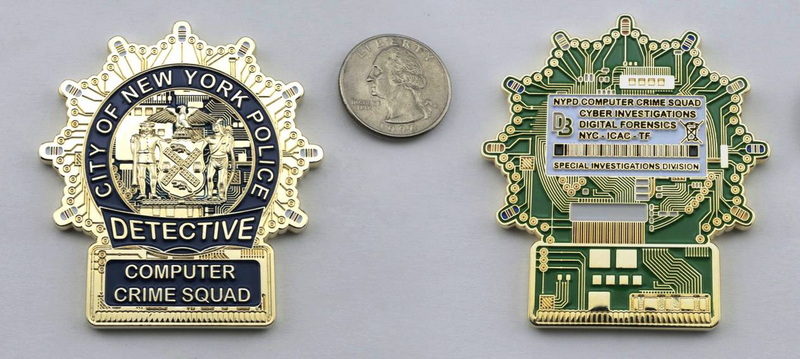 CITY OF NEW YORK POLICE
DETECTIVE
COMPUTER
CRIME SQUAD
LIBERTY
NYPD COMPUTER CRIME SQUAD
CYBER INVESTIGATIONS
DIGITAL FORENSICS
NYC - ICAC - TF
DB
SPECIAL INVESTIGATIONS DIVISION